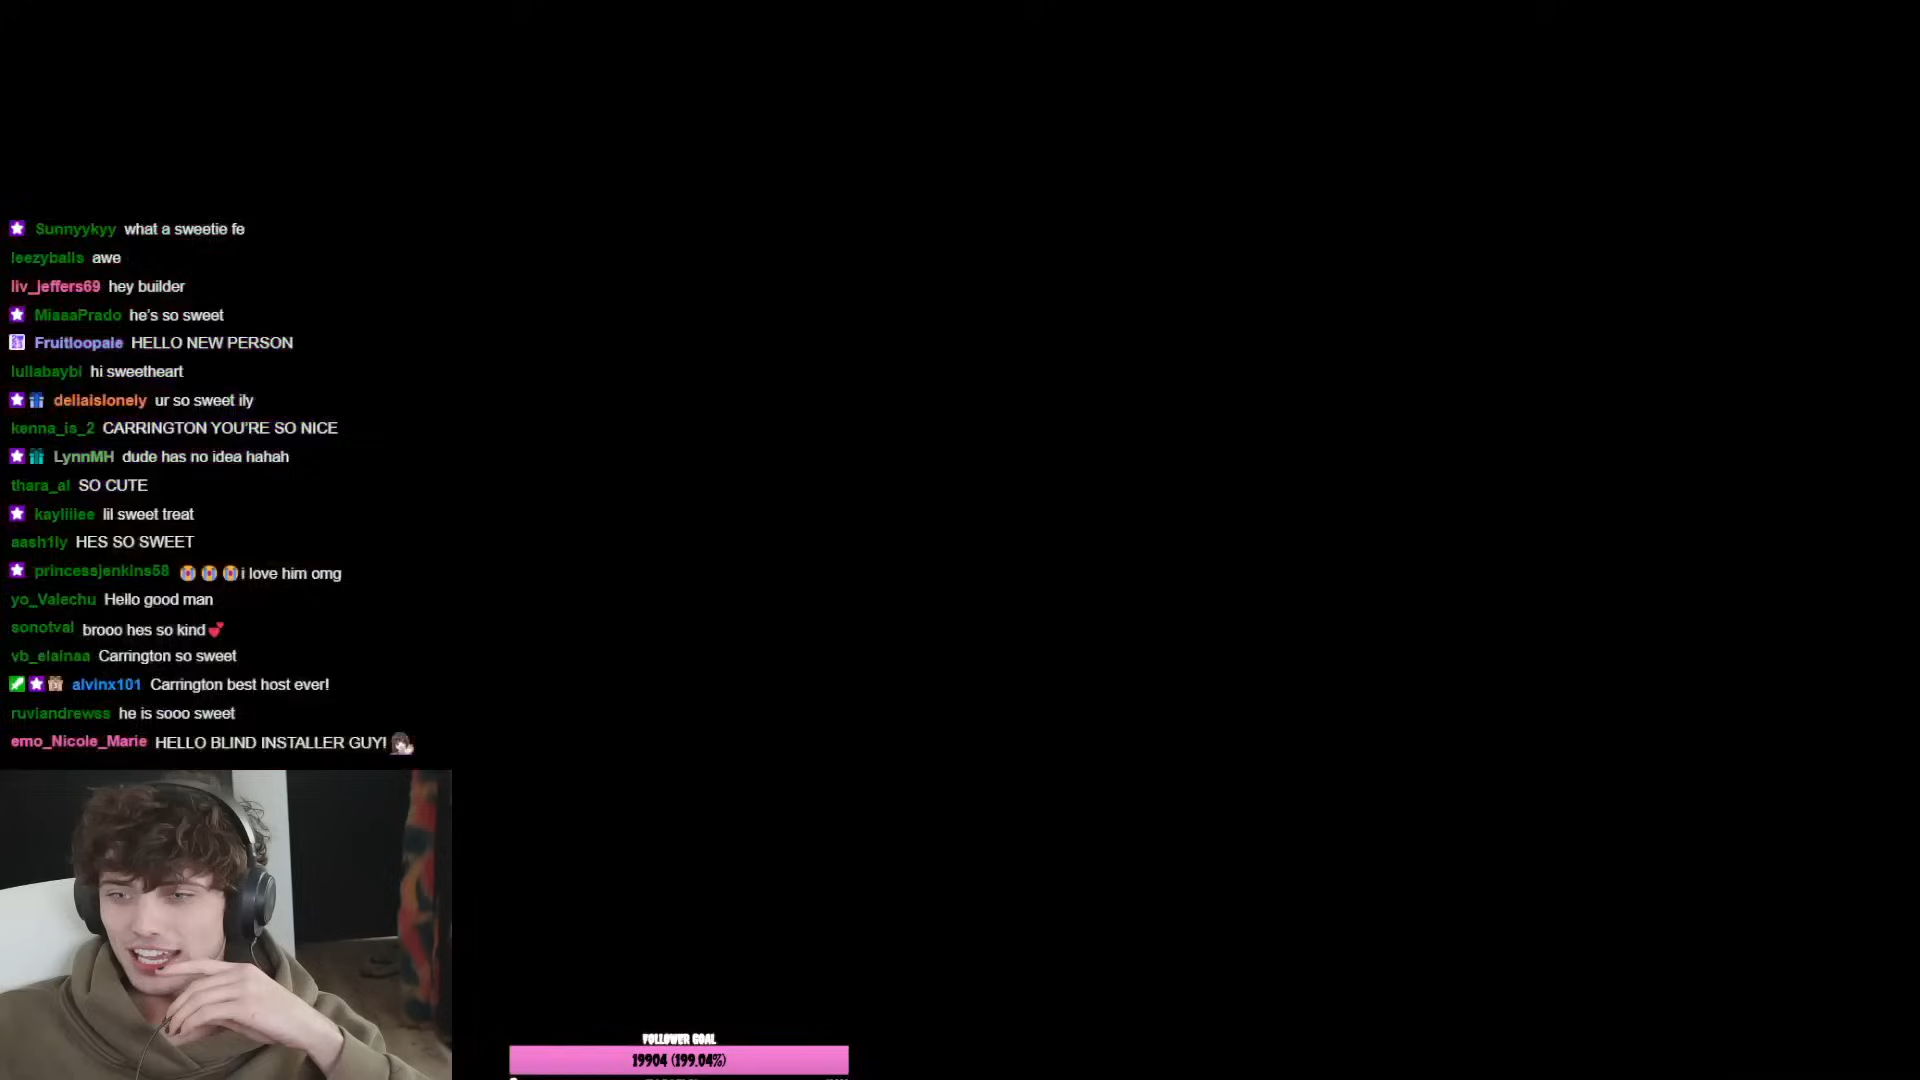 Sunnyykyy what a sweetie fe
leezyballs awe
liv_jeffers69 hey builder
MiaaaPrado he's so sweet
Fruitloopaie HELLO NEW PERSON
lullabaybi hi sweetheart
deliaislonely ur so sweet ily
kenna_is_2 CARRINGTON YOU'RE SO NICE
LynnMH dude has no idea hahah
thara_al SO CUTE
kayliiiee lil sweet treat
aash1ly HES SO SWEET
princessjenkins58 😭😭😭i love him omg
yo_Valechu Hello good man
sonotval brooo hes so kind💕
vb_elainaa Carrington so sweet
alvinx101 Carrington best host ever!
ruviandrewss he is sooo sweet
emo_Nicole_Marie HELLO BLIND INSTALLER GUY!
FOLLOWER GOAL
19904 (199.04%)